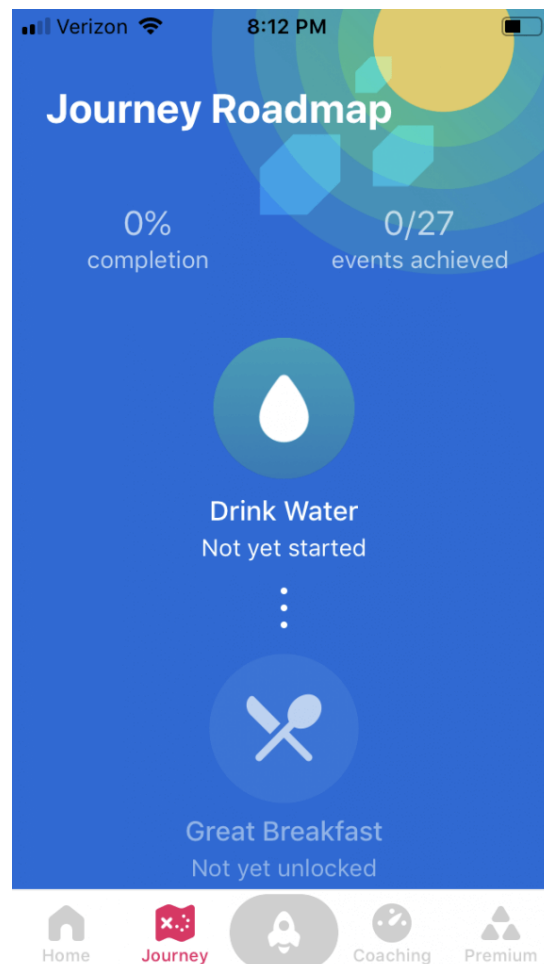 Verizon 8:12 PM
Journey Roadmap
0% 0/27
completion events achieved
Drink Water
Not yet started
Great Breakfast
Not yet unlocked
Home Journey Coaching Premium